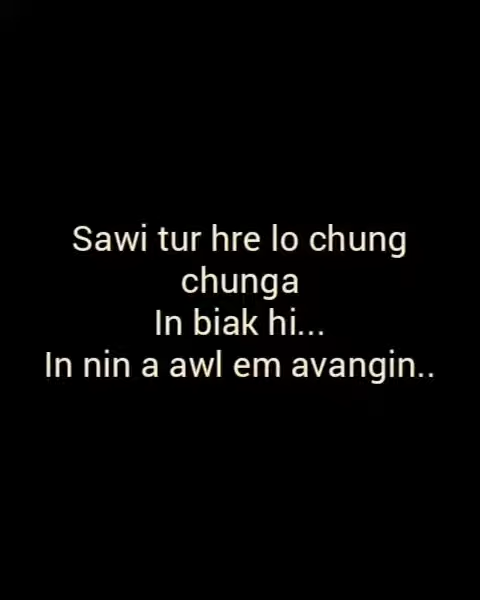 Sawi tur hre lo chung
chunga
In biak hi...
In nin a awl em avangin..